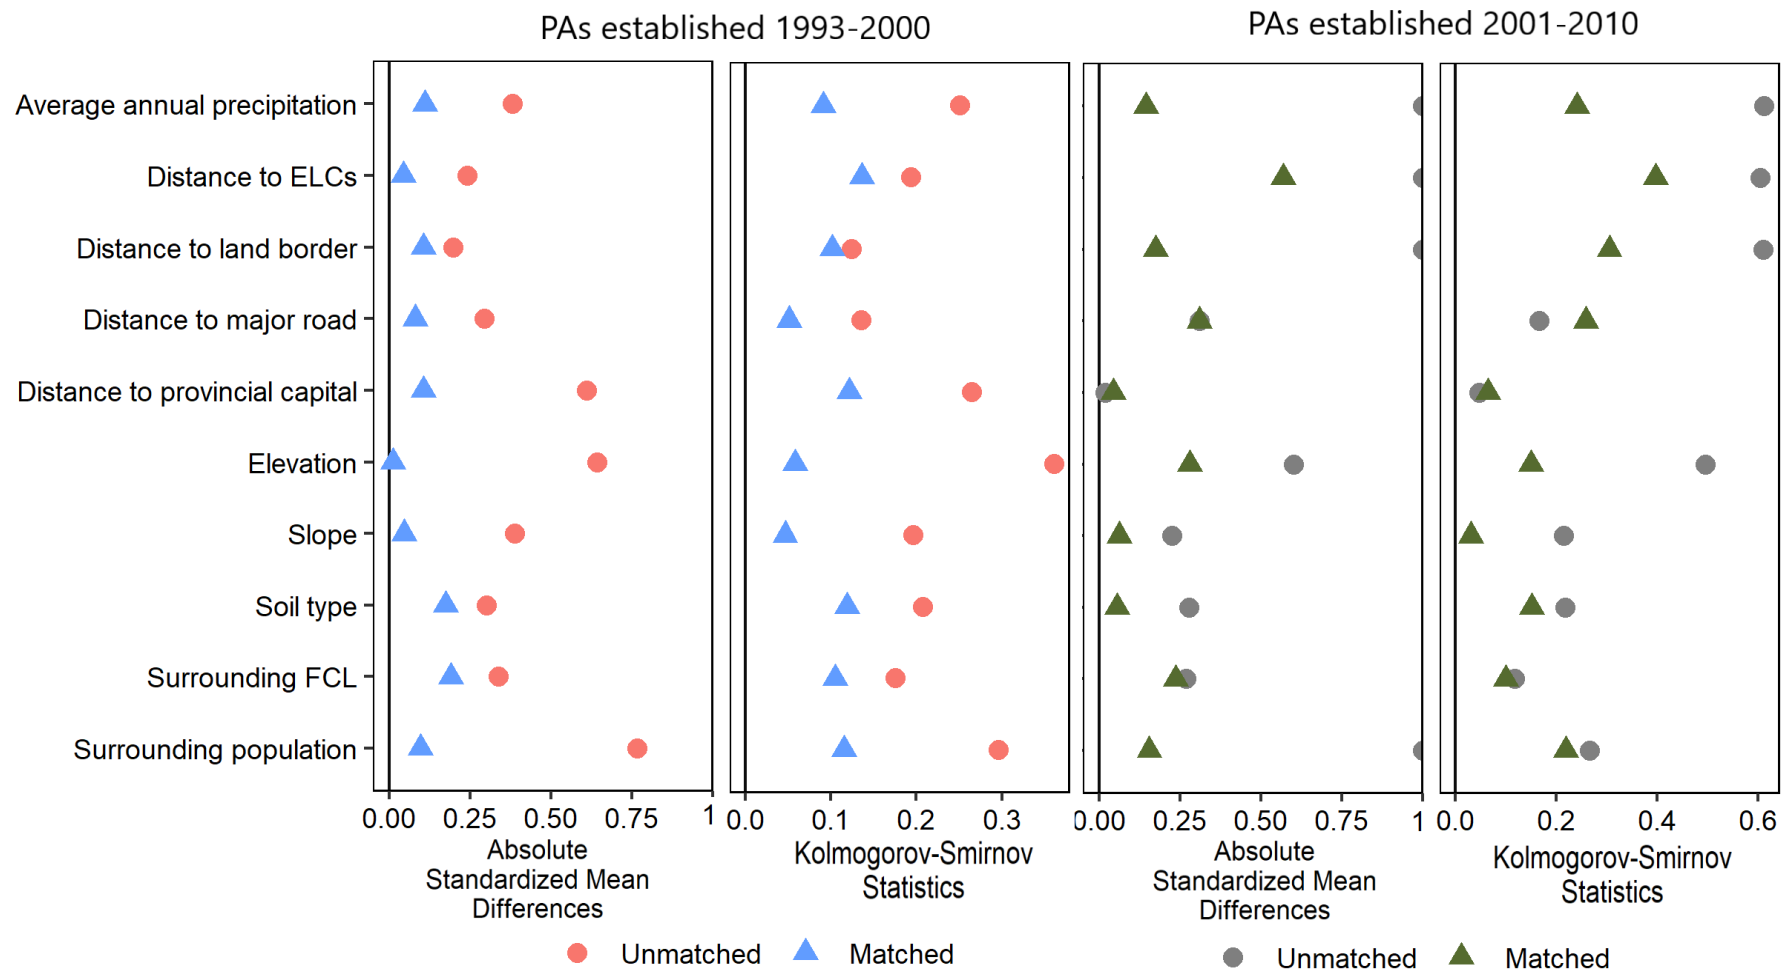 PAs established 1993-2000
PAs established 2001-2010
Average annual precipitation
Distance to ELCs
Distance to land border
Distance to major road
Distance to provincial capital
Elevation
Slope
Soil type
Surrounding FCL
Surrounding population
0.00 0.25 0.50 0.75 1
0.0 0.1 0.2 0.3
0.00 0.25 0.50 0.75 1
0.0 0.2 0.4 0.6
Absolute
Standardized Mean
Differences
Kolmogorov-Smirnov
Statistics
Absolute
Standardized Mean
Differences
Kolmogorov-Smirnov
Statistics
Unmatched Matched
Unmatched Matched